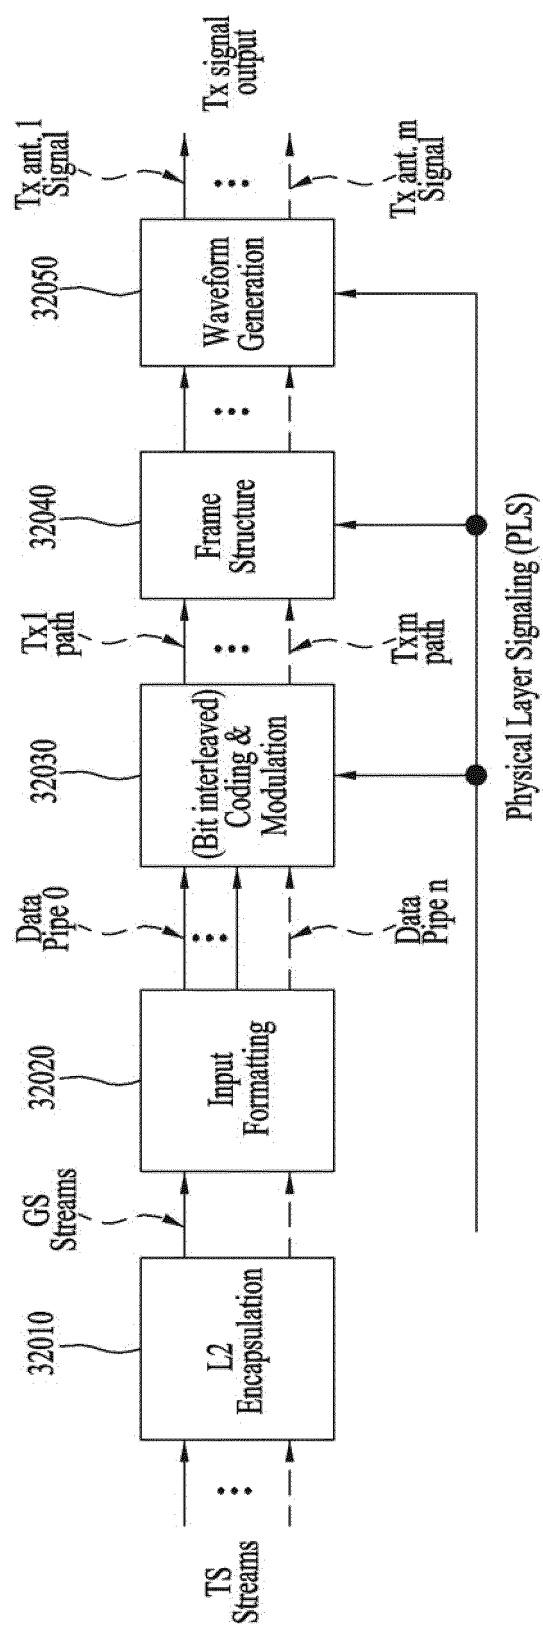 TS
Streams
32010
L2
Encapsulation
GS
Streams
32020
Input
Formatting
Data
Pipe 0
Data
Pipe n
32030
(Bit interleaved)
Coding &
Modulation
Tx 1
path
Tx m
path
32040
Frame
Structure
32050
Waveform
Generation
Tx ant. 1
Signal
Tx ant. m
Signal
Tx signal
output
Physical Layer Signaling (PLS)